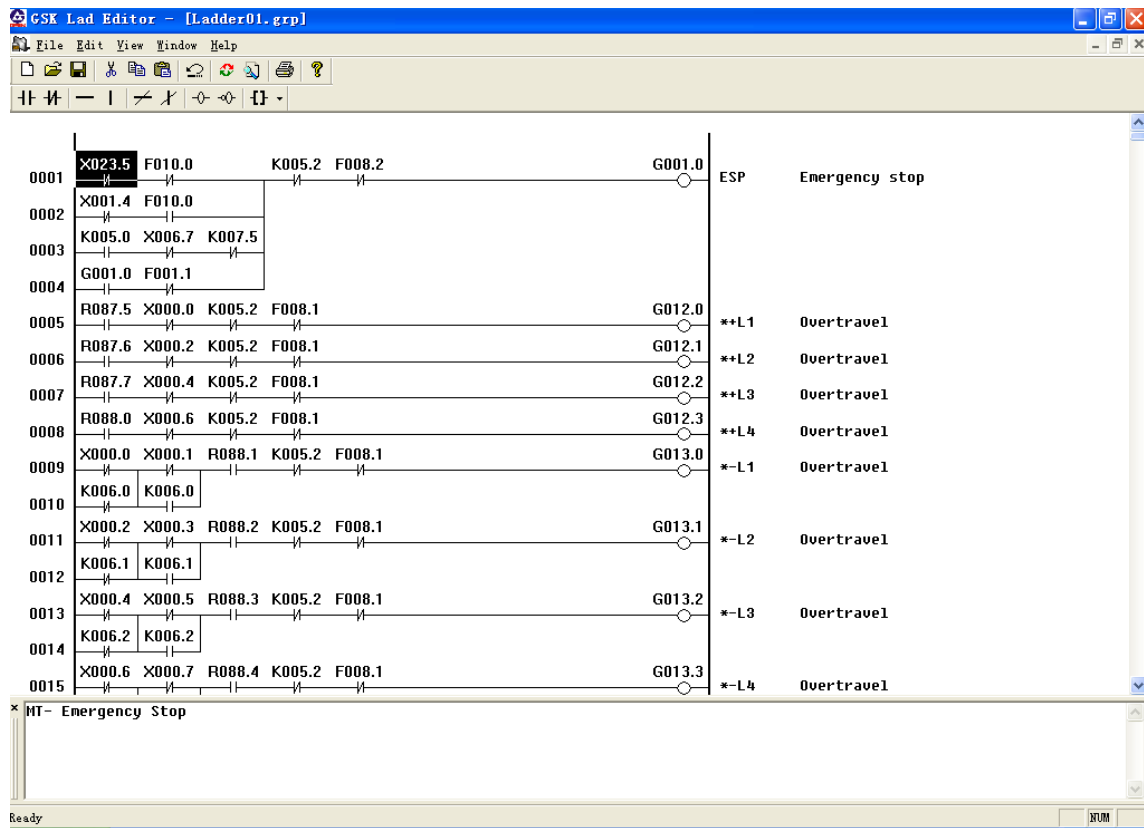 GSK Lad Editor - [Ladder01.grp]
File Edit View Window Help
X023.5 F010.0 K005.2 F008.2 G001.0
0001 ESP Emergency stop
X001.4 F010.0
0002
K005.0 X006.7 K007.5
0003
G001.0 F001.1
0004
R087.5 X000.0 K005.2 F008.1 G012.0
0005 *+L1 Overtravel
R087.6 X000.2 K005.2 F008.1 G012.1
0006 *+L2 Overtravel
R087.7 X000.4 K005.2 F008.1 G012.2
0007 *+L3 Overtravel
R088.0 X000.6 K005.2 F008.1 G012.3
0008 *+L4 Overtravel
X000.0 X000.1 R088.1 K005.2 F008.1 G013.0
0009 *-L1 Overtravel
K006.0 K006.0
0010
X000.2 X000.3 R088.2 K005.2 F008.1 G013.1
0011 *-L2 Overtravel
K006.1 K006.1
0012
X000.4 X000.5 R088.3 K005.2 F008.1 G013.2
0013 *-L3 Overtravel
K006.2 K006.2
0014
X000.6 X000.7 R088.4 K005.2 F008.1 G013.3
0015 *-L4 Overtravel
MT- Emergency Stop
Ready NUM